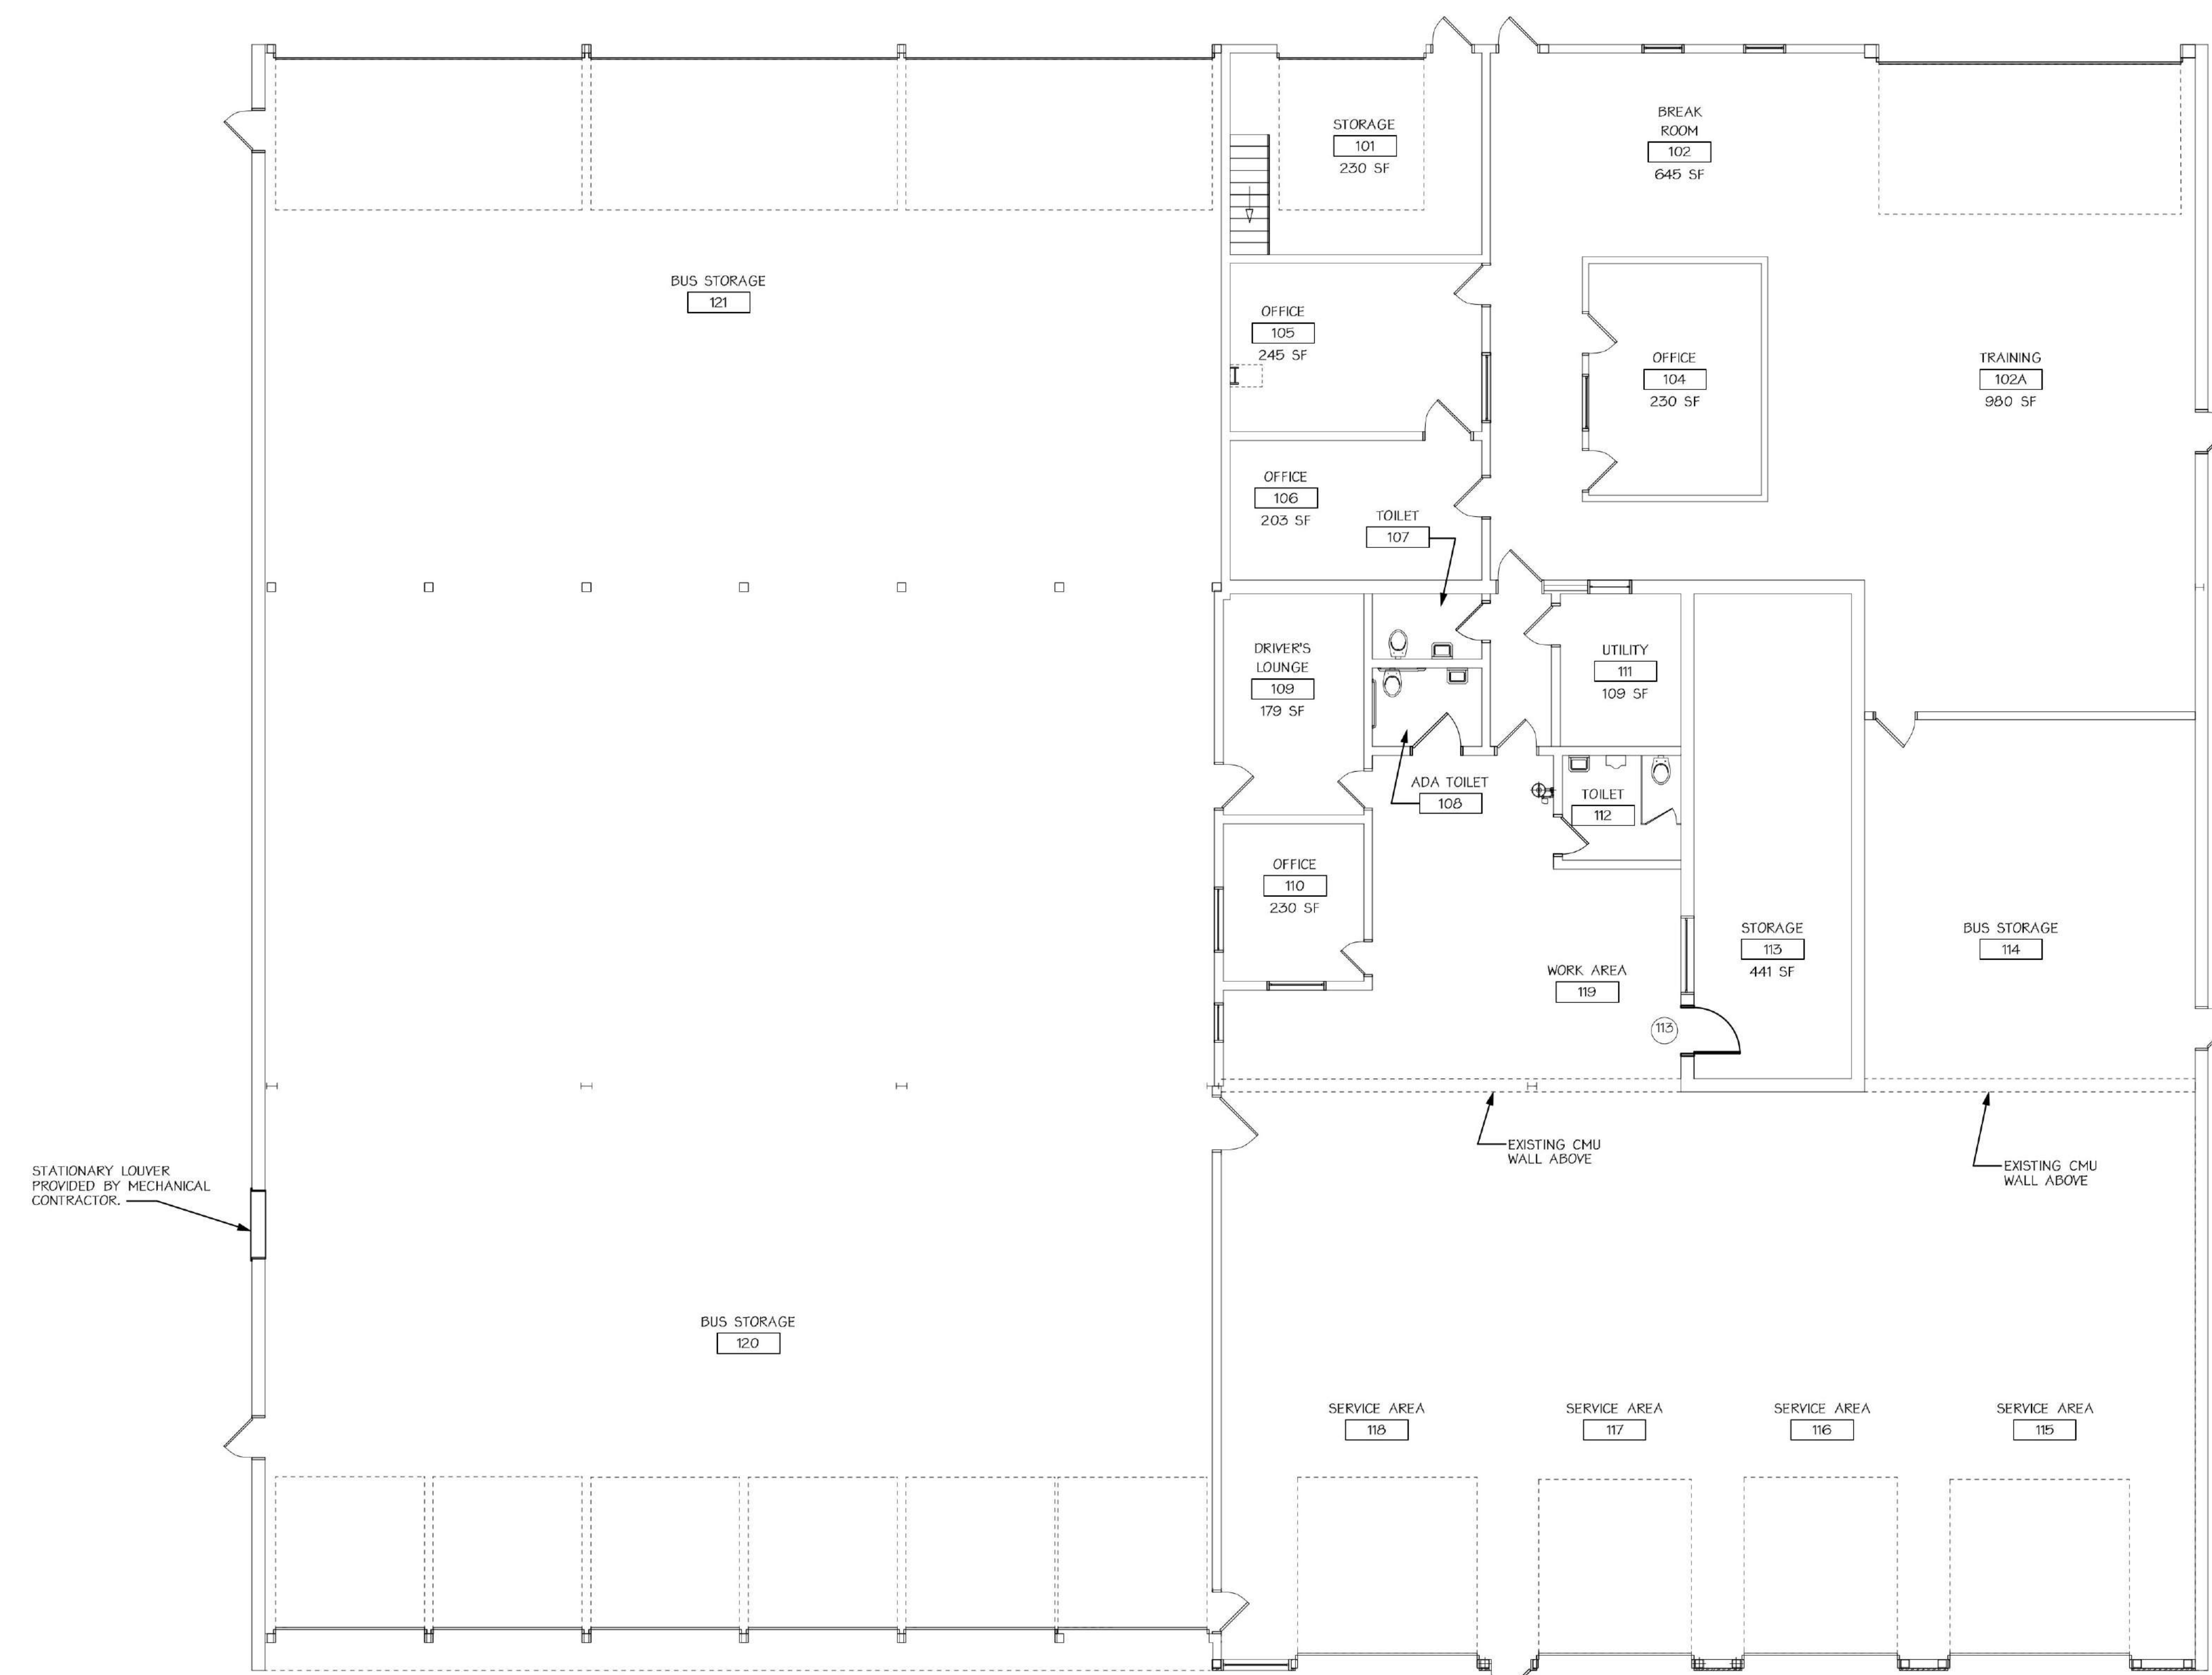 STORAGE
101
230 SF
BREAK
ROOM
102
645 SF
BUS STORAGE
121
OFFICE
105
245 SF
OFFICE
104
230 SF
TRAINING
102A
980 SF
OFFICE
106
203 SF
TOILET
107
DRIVER'S
LOUNGE
109
179 SF
UTILITY
111
109 SF
ADA TOILET
108
TOILET
112
OFFICE
110
230 SF
STORAGE
113
441 SF
BUS STORAGE
114
WORK AREA
119
113
EXISTING CMU
WALL ABOVE
EXISTING CMU
WALL ABOVE
STATIONARY LOUVER
PROVIDED BY MECHANICAL
CONTRACTOR.
BUS STORAGE
120
SERVICE AREA
118
SERVICE AREA
117
SERVICE AREA
116
SERVICE AREA
115